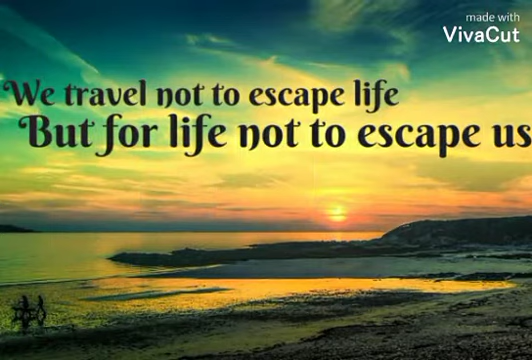 made with
VivaCut
We travel not to escape life
But for life not to escape us